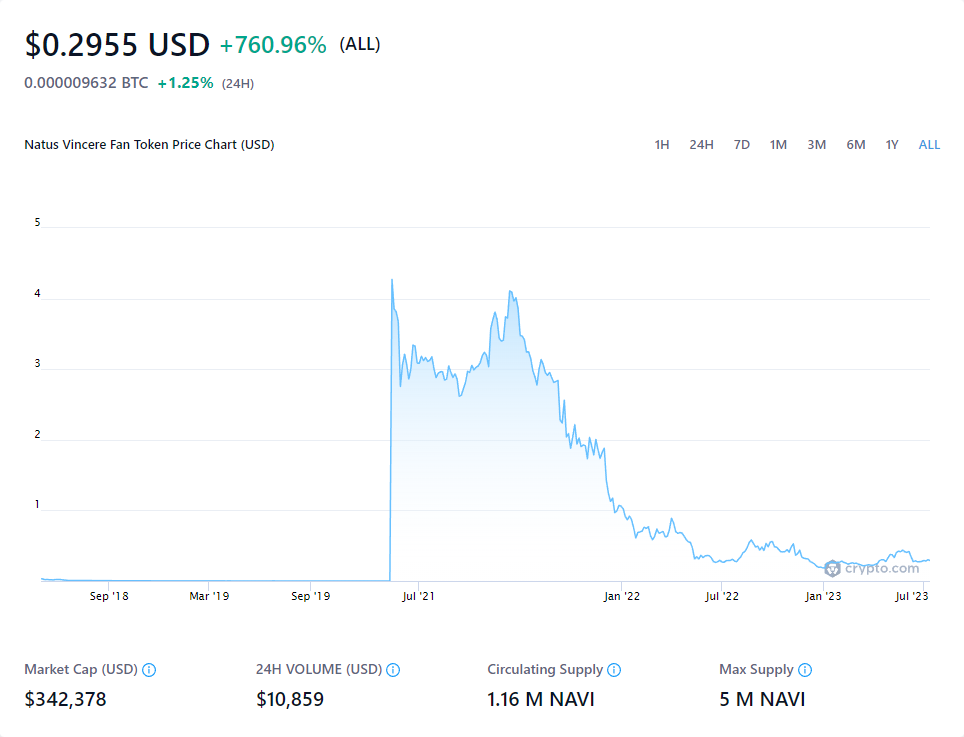 $0.2955 USD +760.96% (ALL)
0.000009632 BTC +1.25% (24H)
Natus Vincere Fan Token Price Chart (USD) 1H 24H 7D 1M 3M 6M 1Y ALL
5
4
3
2
1
crypto.com
Sep '18 Mar '19 Sep '19 Jul '21 Jan '22 Jul '22 Jan '23 Jul '23
Market Cap (USD) 24H VOLUME (USD) Circulating Supply Max Supply
$342,378 $10,859 1.16 M NAVI 5 M NAVI